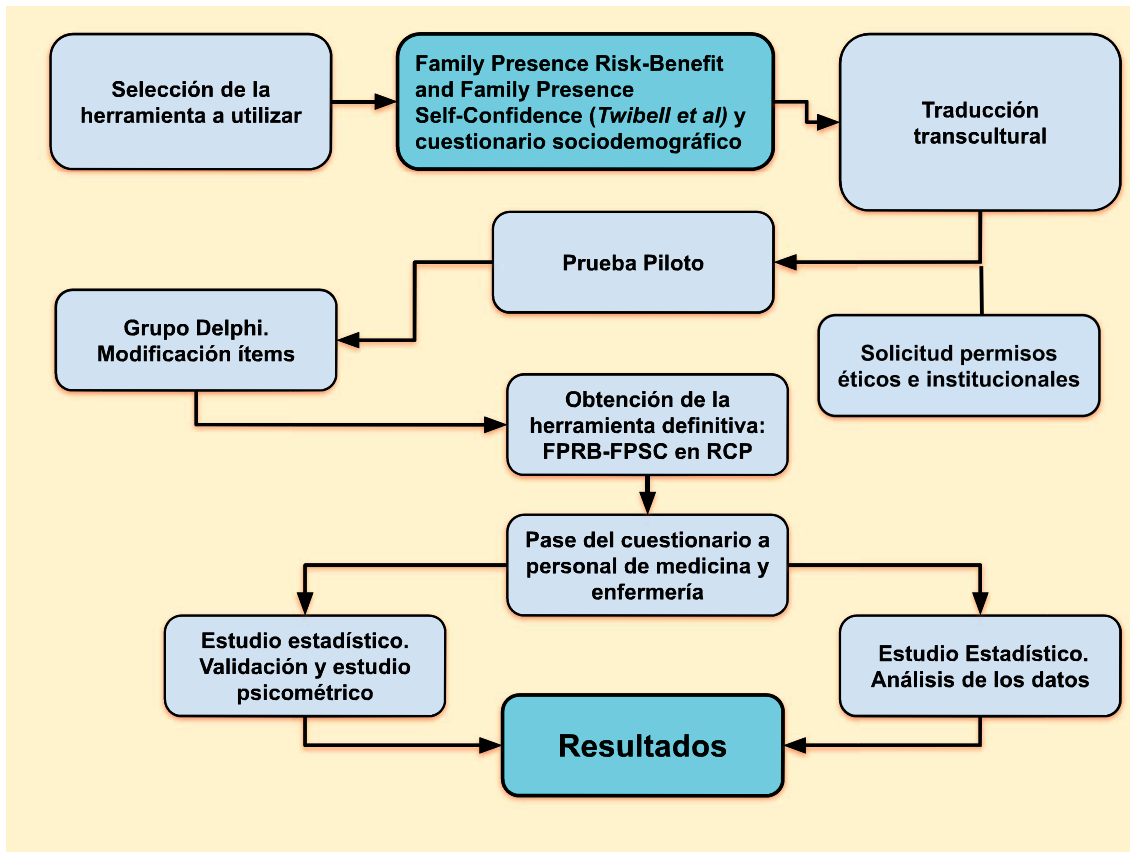 Selección de la
herramienta a utilizar
Family Presence Risk-Benefit
and Family Presence
Self-Confidence (Twibell et al) y
cuestionario sociodemográfico
Traducción
transcultural
Prueba Piloto
Grupo Delphi.
Modificación ítems
Solicitud permisos
éticos e institucionales
Obtención de la
herramienta definitiva:
FPRB-FPSC en RCP
Pase del cuestionario a
personal de medicina y
enfermería
Estudio estadístico.
Validación y estudio
psicométrico
Estudio Estadístico.
Análisis de los datos
Resultados